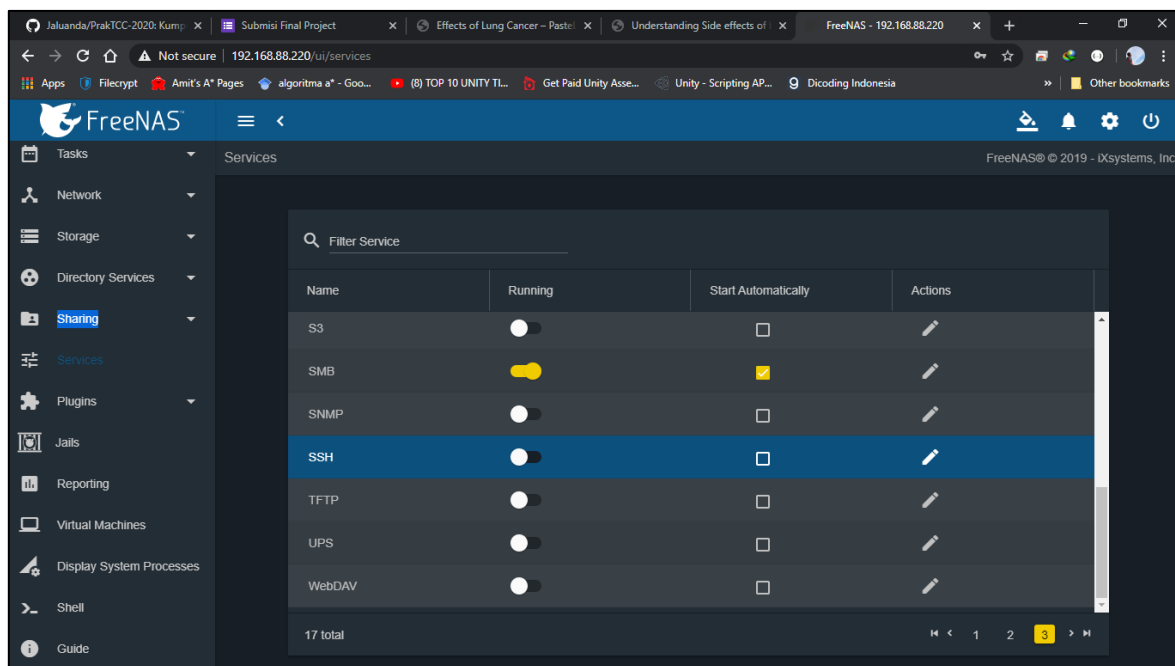 Jaluanda/PrakTCC-2020: Kump
Submisi Final Project
Effects of Lung Cancer – Pastel
Understanding Side effects of
FreeNAS - 192.168.88.220
Not secure | 192.168.88.220/ui/services
Apps
Filecrypt
Amit's A* Pages
algoritma a* - Goo...
(8) TOP 10 UNITY TI...
Get Paid Unity Asse...
Unity - Scripting AP...
Dicoding Indonesia
»
Other bookmarks
FreeNAS
Services
FreeNAS® © 2019 - iXsystems, Inc
Tasks
Network
Storage
Directory Services
Sharing
Services
Plugins
Jails
Reporting
Virtual Machines
Display System Processes
Shell
Guide
Filter Service
Name Running Start Automatically Actions
S3
SMB
SNMP
SSH
TFTP
UPS
WebDAV
17 total
1 2 3